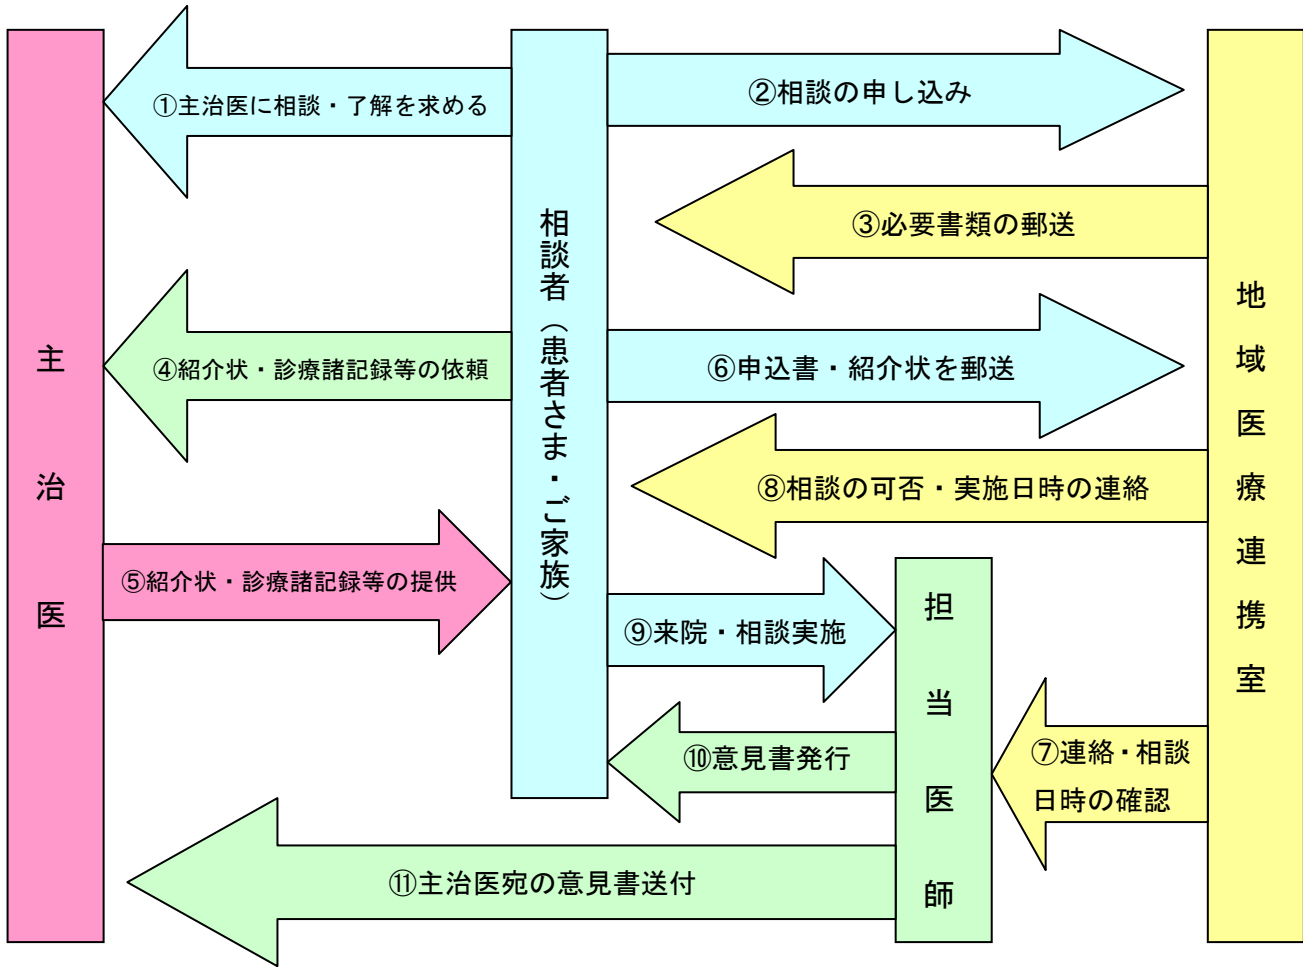 主治医
相談者（患者さま・ご家族）
地域医療連携室
担当医師
①主治医に相談・了解を求める
②相談の申し込み
③必要書類の郵送
④紹介状・診療諸記録等の依頼
⑤紹介状・診療諸記録等の提供
⑥申込書・紹介状を郵送
⑦連絡・相談
日時の確認
⑧相談の可否・実施日時の連絡
⑨来院・相談実施
⑩意見書発行
⑪主治医宛の意見書送付